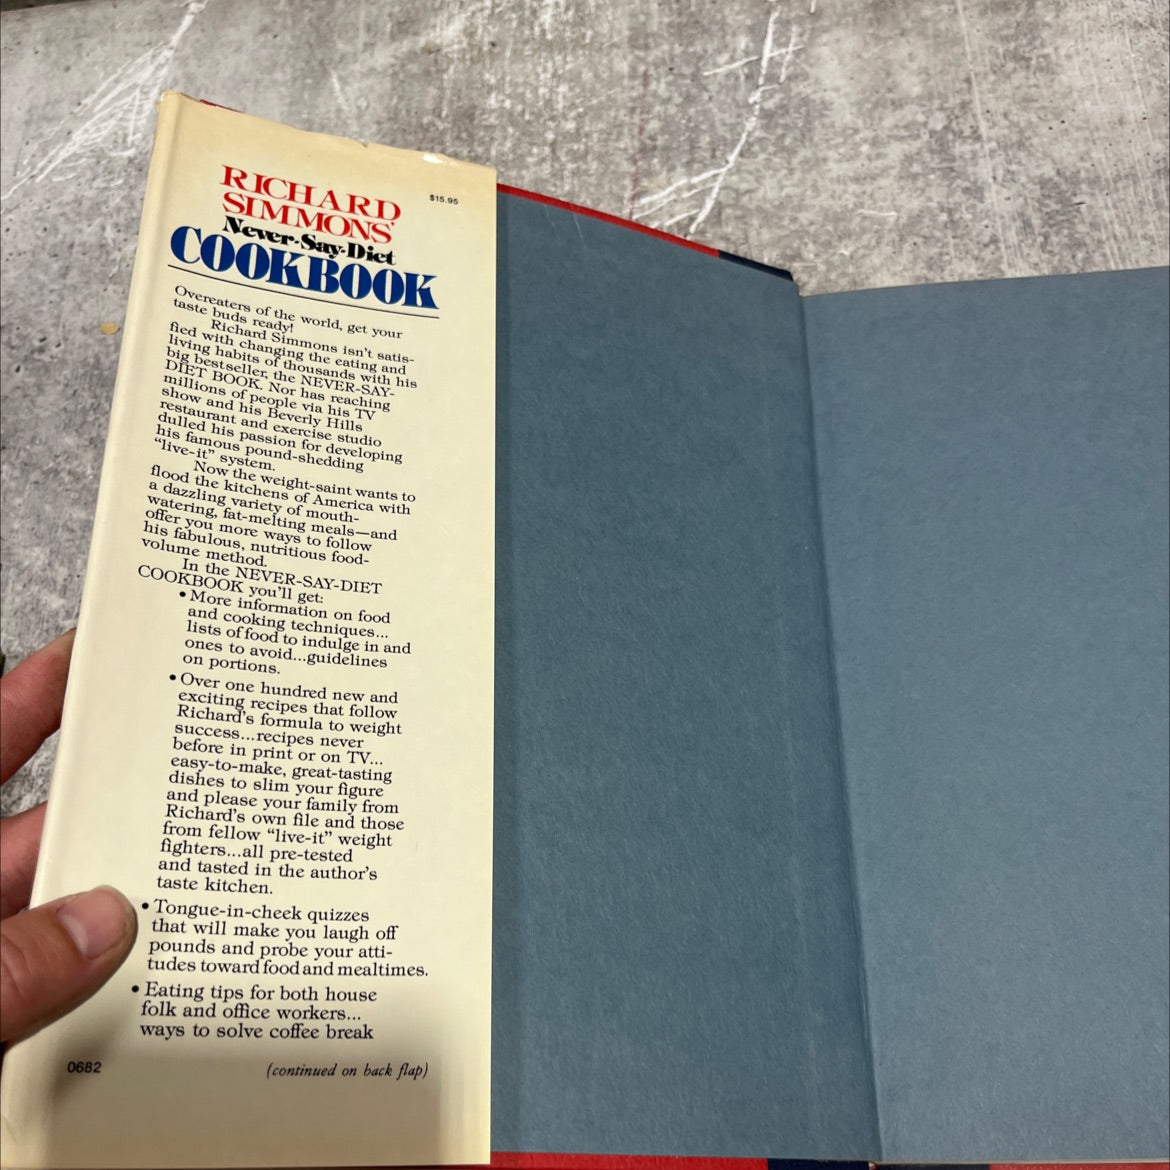 RICHARD
SIMMONS'
$15.95
Never-Say-Diet
COOKBOOK
Overeaters of the world, get your
taste buds ready!
Richard Simmons isn't satis-
fied with changing the eating and
living habits of thousands with his
big bestseller, the NEVER-SAY-
DIET BOOK. Nor has reaching
millions of people via his TV
show and his Beverly Hills
restaurant and exercise studio
dulled his passion for developing
his famous pound-shedding
"live-it" system.
Now the weight-saint wants to
flood the kitchens of America with
a dazzling variety of mouth-
watering, fat-melting meals—and
offer you more ways to follow
his fabulous, nutritious food-
volume method.
In the NEVER-SAY-DIET
COOKBOOK you'll get:
• More information on food
and cooking techniques...
lists of food to indulge in and
ones to avoid...guidelines
on portions.
• Over one hundred new and
exciting recipes that follow
Richard's formula to weight
success...recipes never
before in print or on TV...
easy-to-make, great-tasting
dishes to slim your figure
and please your family from
Richard's own file and those
from fellow "live-it" weight
fighters...all pre-tested
and tasted in the author's
taste kitchen.
• Tongue-in-cheek quizzes
that will make you laugh off
pounds and probe your atti-
tudes toward food and mealtimes.
• Eating tips for both house
folk and office workers...
ways to solve coffee break
0682
(continued on back flap)